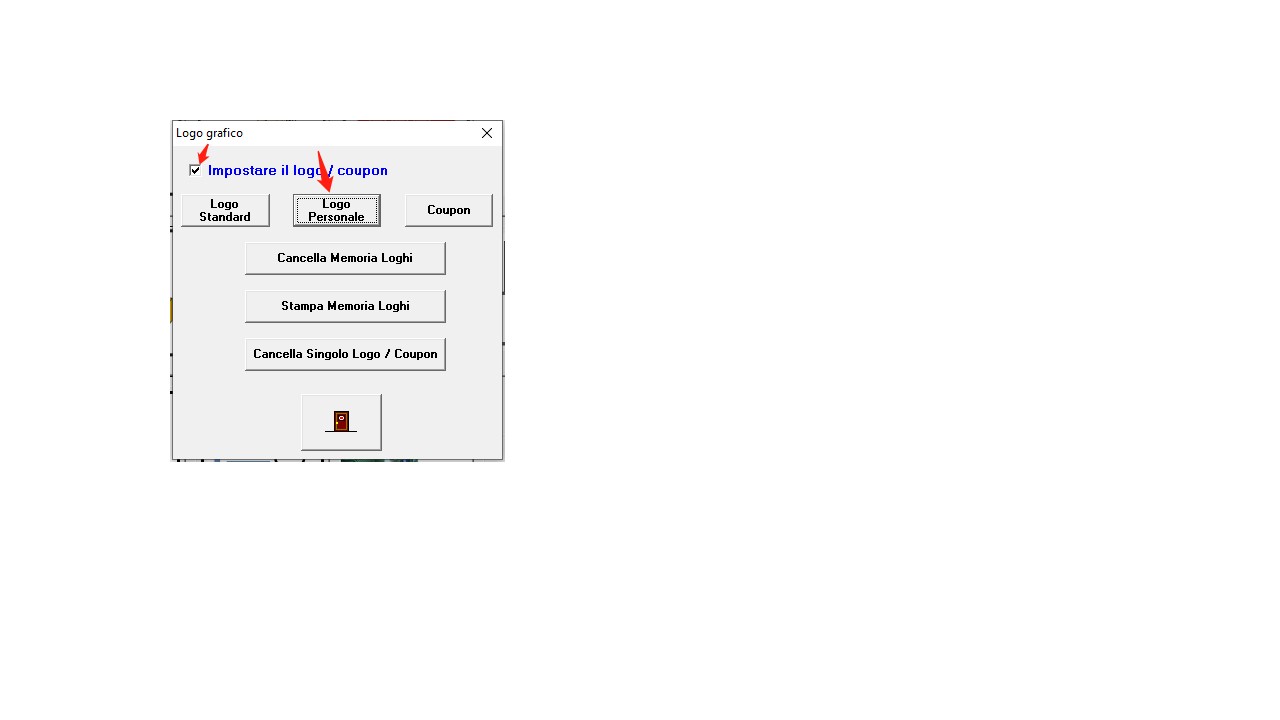 Logo grafico
Impostare il logo / coupon
Logo
Standard
Logo
Personale
Coupon
Cancella Memoria Loghi
Stampa Memoria Loghi
Cancella Singolo Logo / Coupon